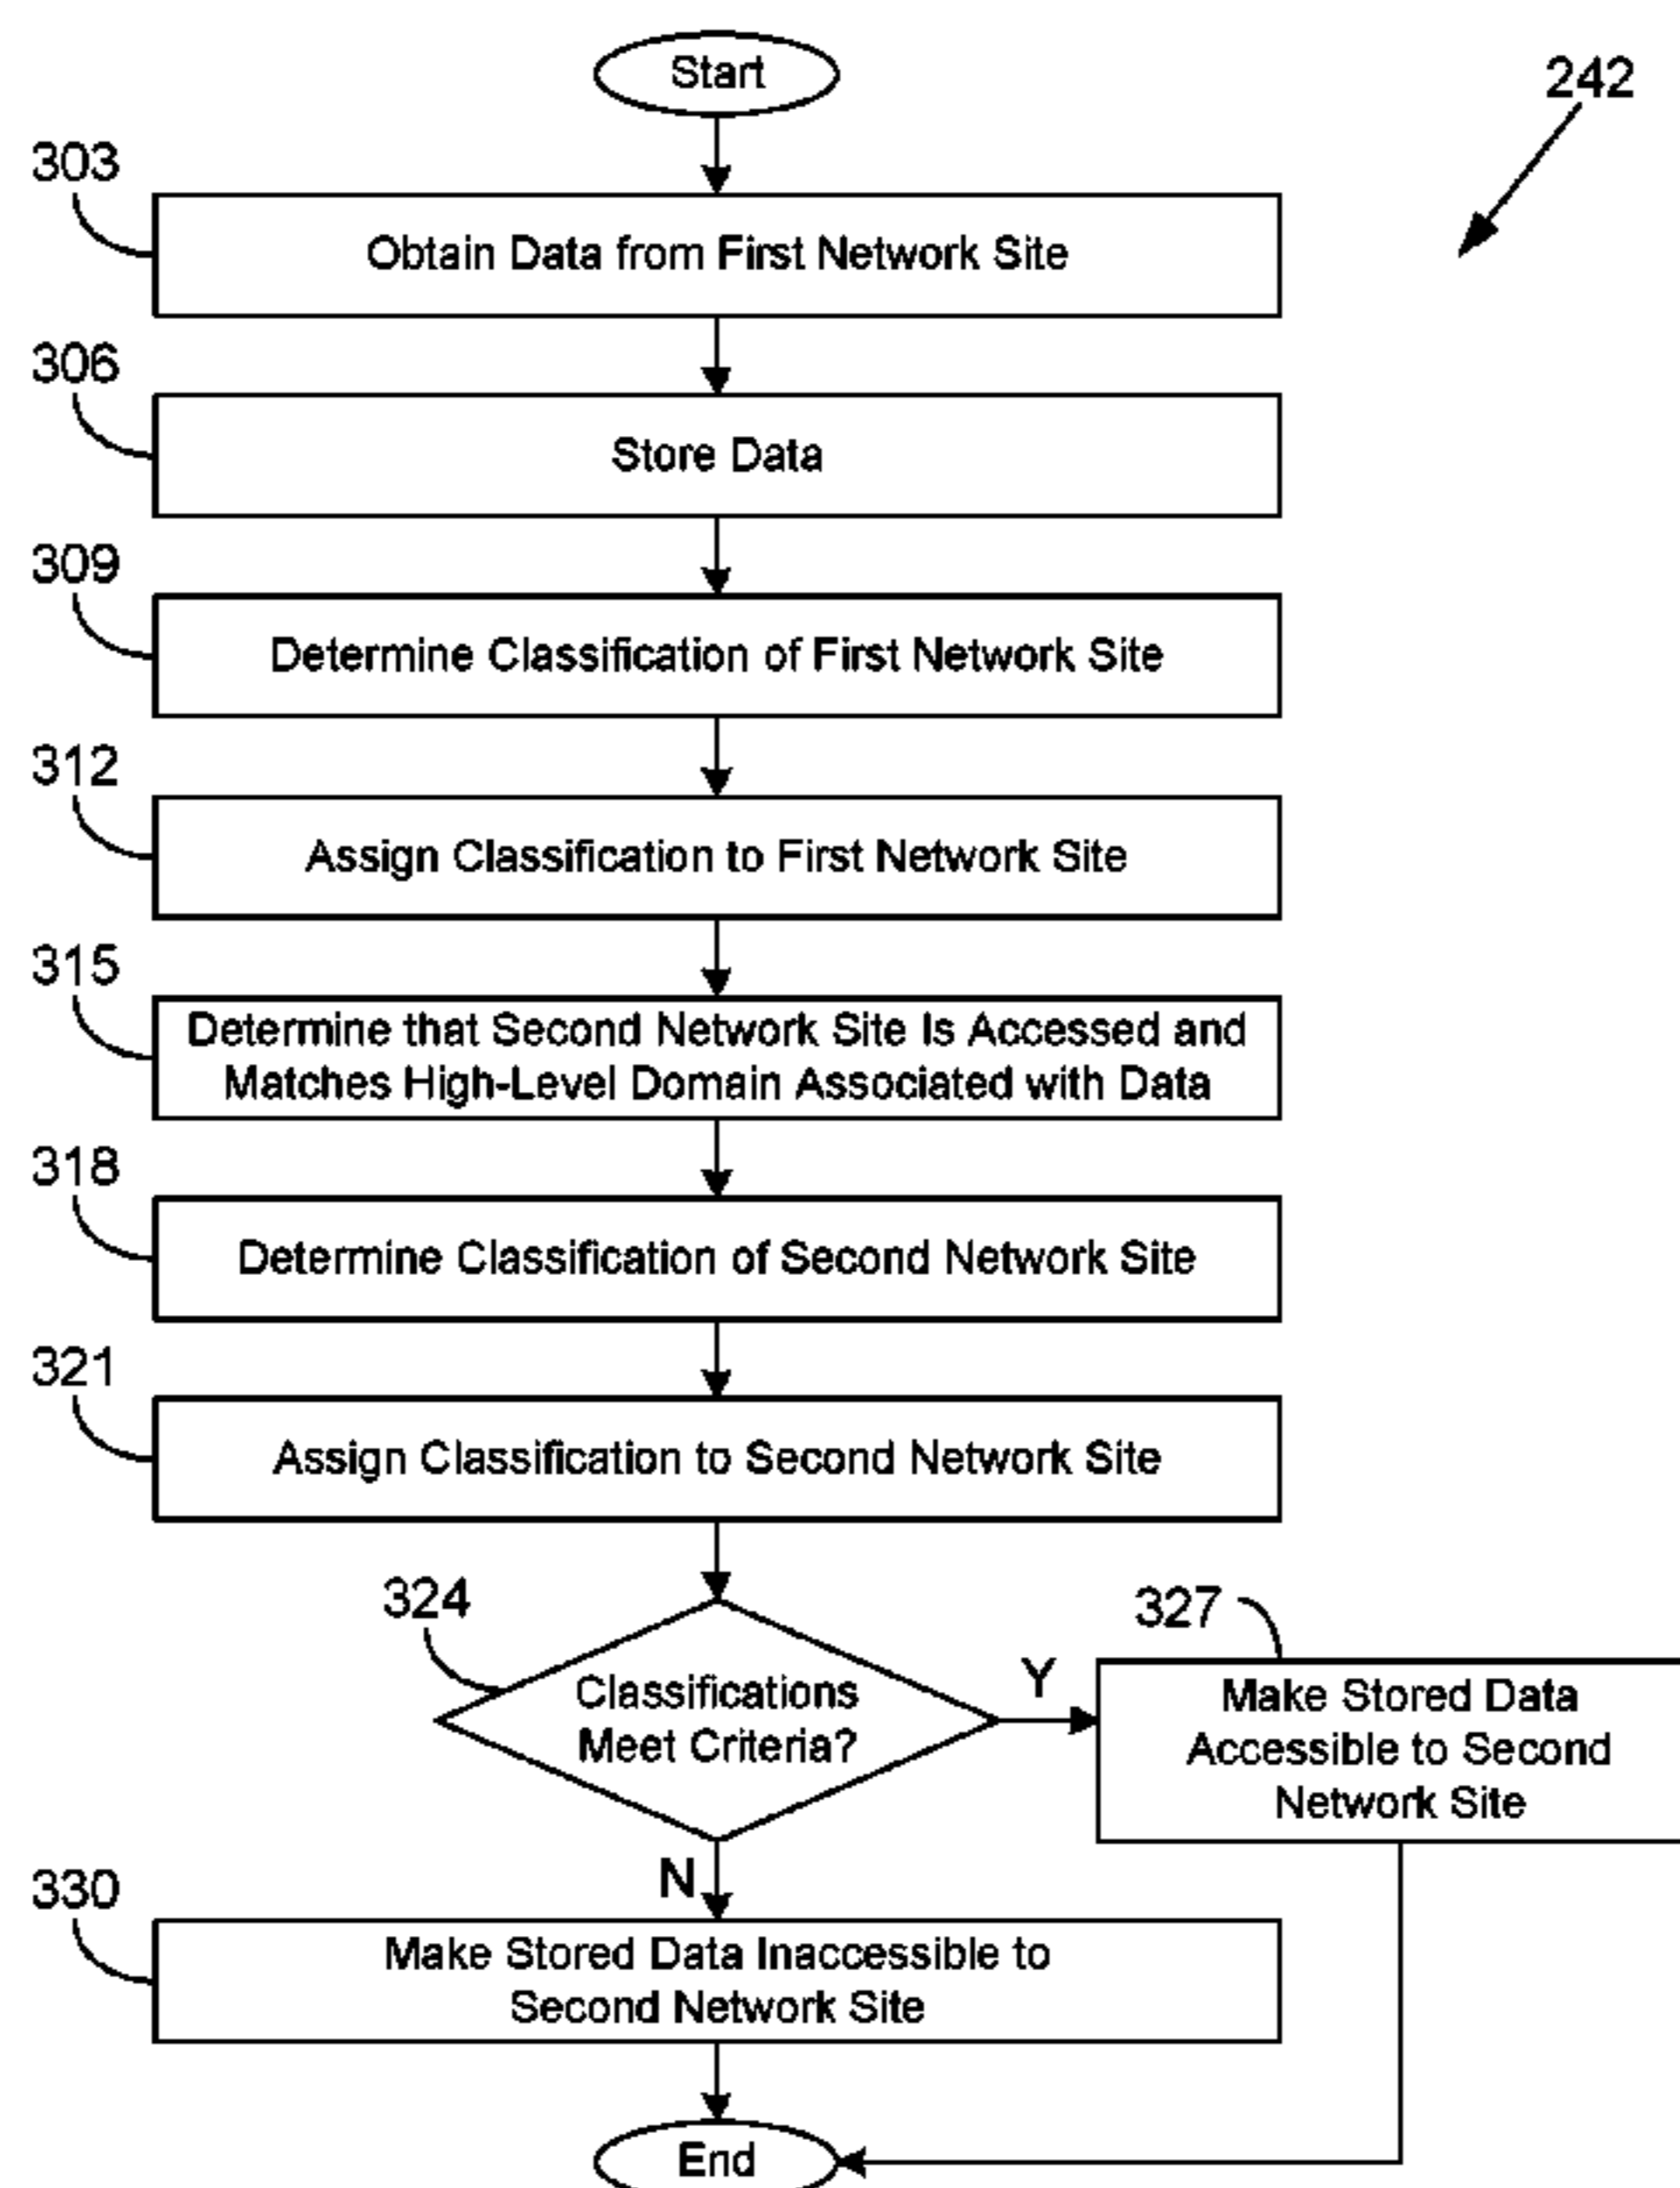 Start
242
303
Obtain Data from First Network Site
306
Store Data
309
Determine Classification of First Network Site
312
Assign Classification to First Network Site
315
Determine that Second Network Site Is Accessed and
Matches High-Level Domain Associated with Data
318
Determine Classification of Second Network Site
321
Assign Classification to Second Network Site
324
Classifications
Meet Criteria?
Y
327
Make Stored Data
Accessible to Second
Network Site
N
330
Make Stored Data Inaccessible to
Second Network Site
End